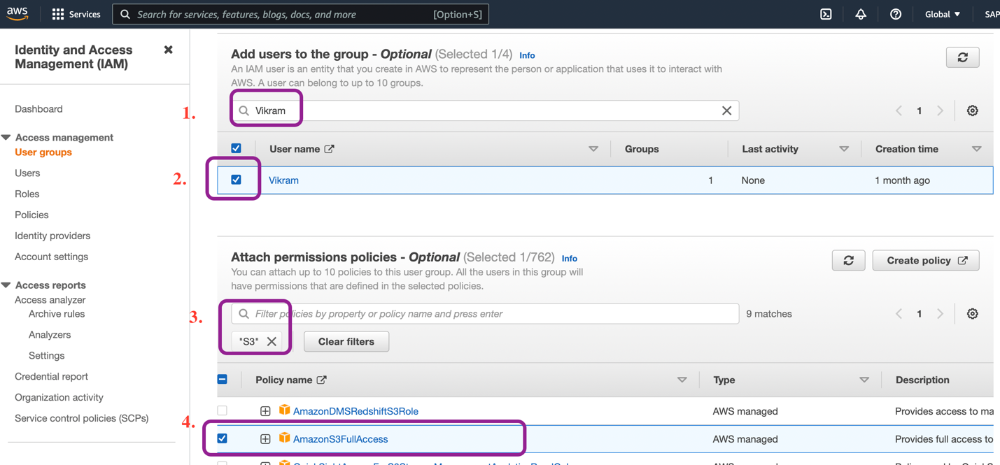 aws
Services
Search for services, features, blogs, docs, and more [Option+S]
Global
SAP
Identity and Access
Management (IAM)
Dashboard
Access management
User groups
Users
Roles
Policies
Identity providers
Account settings
Access reports
Access analyzer
Archive rules
Analyzers
Settings
Credential report
Organization activity
Service control policies (SCPs)
Add users to the group - Optional (Selected 1/4) Info
An IAM user is an entity that you create in AWS to represent the person or application that uses it to interact with
AWS. A user can belong to up to 10 groups.
1.
Vikram
1
User name Groups Last activity Creation time
2.
Vikram 1 None 1 month ago
Attach permissions policies - Optional (Selected 1/762) Info
You can attach up to 10 policies to this user group. All the users in this group will
have permissions that are defined in the selected policies.
Create policy
3.
Filter policies by property or policy name and press enter
9 matches
1
"S3"
Clear filters
Policy name Type Description
AmazonDMSRedshiftS3Role AWS managed Provides access to ma
4.
AmazonS3FullAccess AWS managed Provides full access to